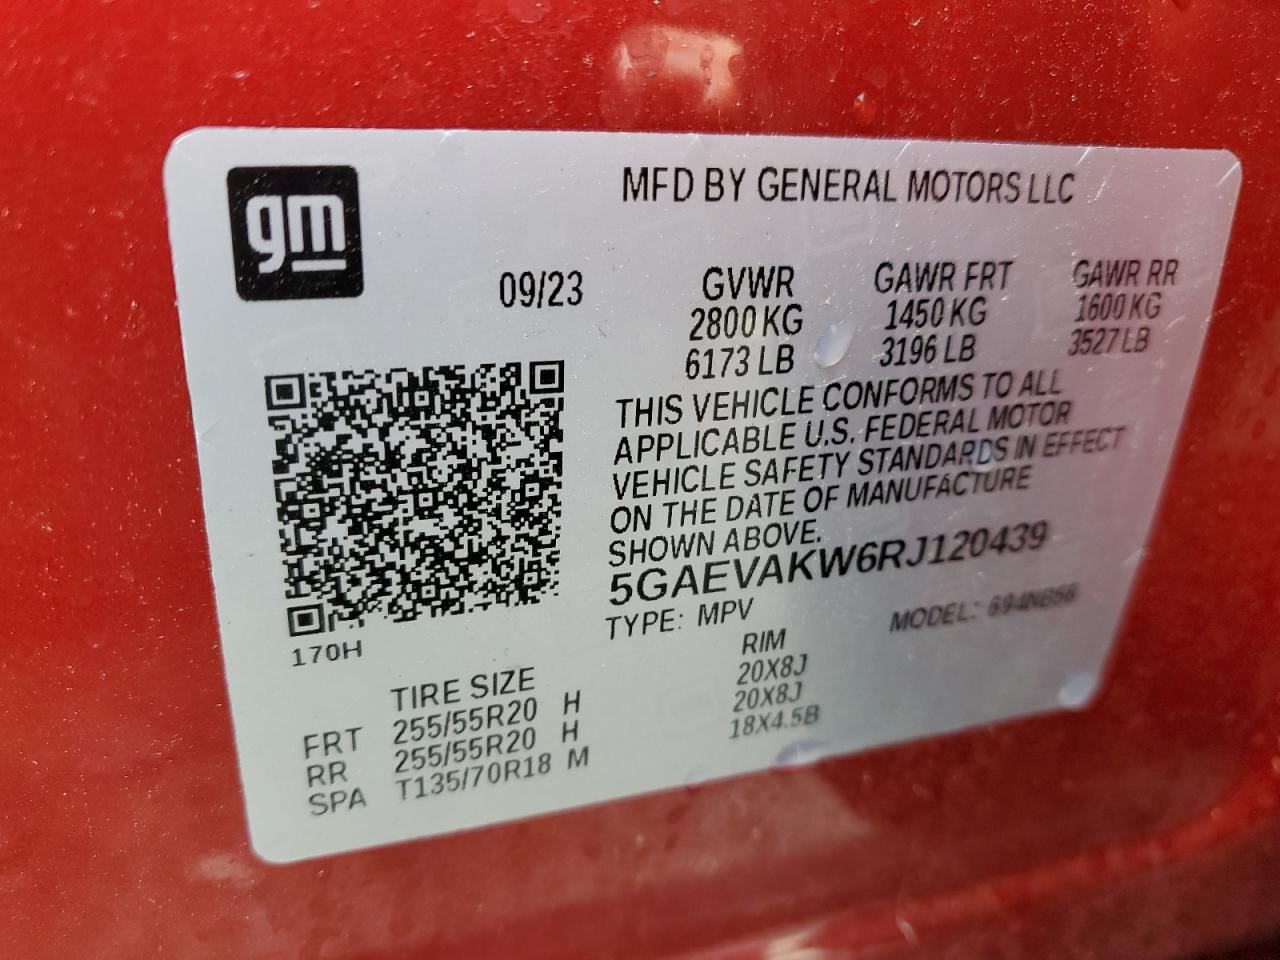 gm
MFD BY GENERAL MOTORS LLC
09/23
GVWR GAWR FRT GAWR RR
2800 KG 1450 KG 1600 KG
6173 LB 3196 LB 3527 LB
THIS VEHICLE CONFORMS TO ALL
APPLICABLE U.S. FEDERAL MOTOR
VEHICLE SAFETY STANDARDS IN EFFECT
ON THE DATE OF MANUFACTURE
SHOWN ABOVE.
5GAEVAKW6RJ120439
TYPE: MPV MODEL: 694NB56
170H
TIRE SIZE RIM
FRT 255/55R20 H 20X8J
RR 255/55R20 H 20X8J
SPA T135/70R18 M 18X4.5B